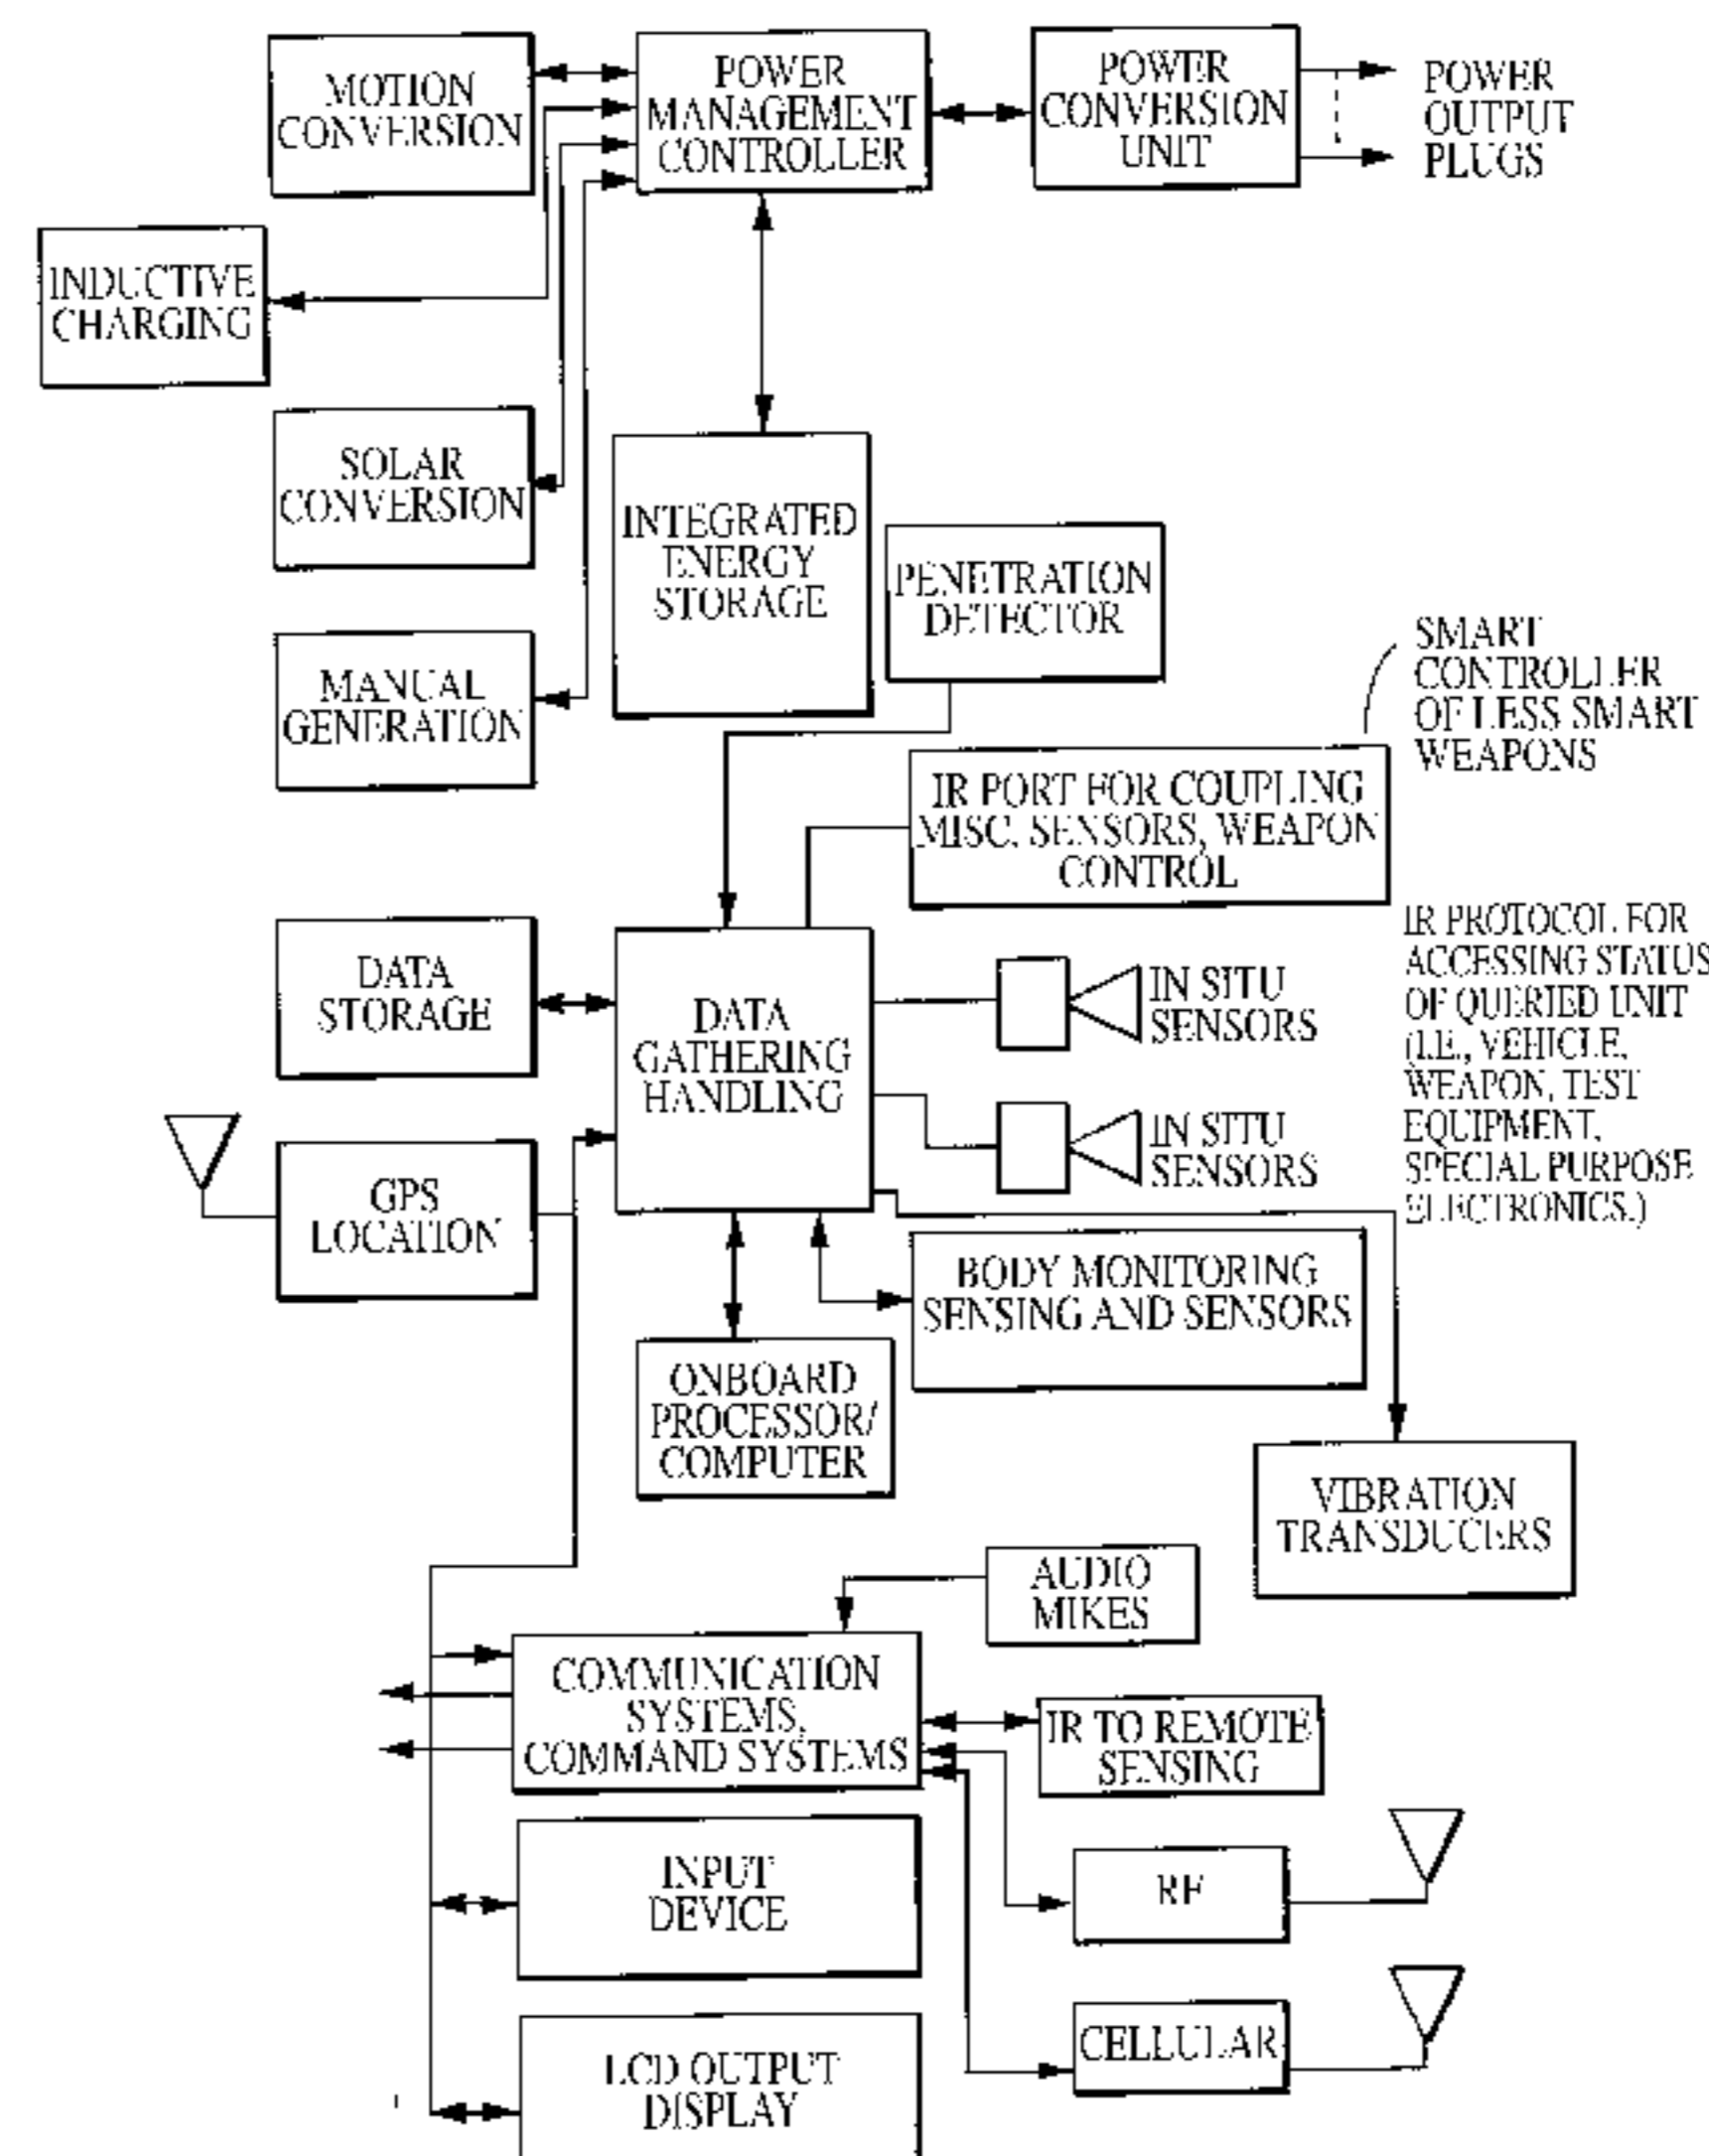 MOTION
CONVERSION
POWER
MANAGEMENT
CONTROLLER
POWER
CONVERSION
UNIT
POWER
OUTPUT
PLUGS
INDUCTIVE
CHARGING
SOLAR
CONVERSION
INTEGRATED
ENERGY
STORAGE
PENETRATION
DETECTOR
MANUAL
GENERATION
SMART
CONTROLLER
OF LESS SMART
WEAPONS
IR PORT FOR COUPLING
MISC. SENSORS, WEAPON
CONTROL
DATA
STORAGE
DATA
GATHERING
HANDLING
IN SITU
SENSORS
IN SITU
SENSORS
IR PROTOCOL FOR
ACCESSING STATUS
OF QUERIED UNIT
(I.E., VEHICLE,
WEAPON, TEST
EQUIPMENT,
SPECIAL PURPOSE
ELECTRONICS.)
GPS
LOCATION
BODY MONITORING
SENSING AND SENSORS
ONBOARD
PROCESSOR/
COMPUTER
VIBRATION
TRANSDUCERS
AUDIO
MIKES
COMMUNICATION
SYSTEMS,
COMMAND SYSTEMS
IR TO REMOTE
SENSING
INPUT
DEVICE
RF
CELLULAR
LCD OUTPUT
DISPLAY